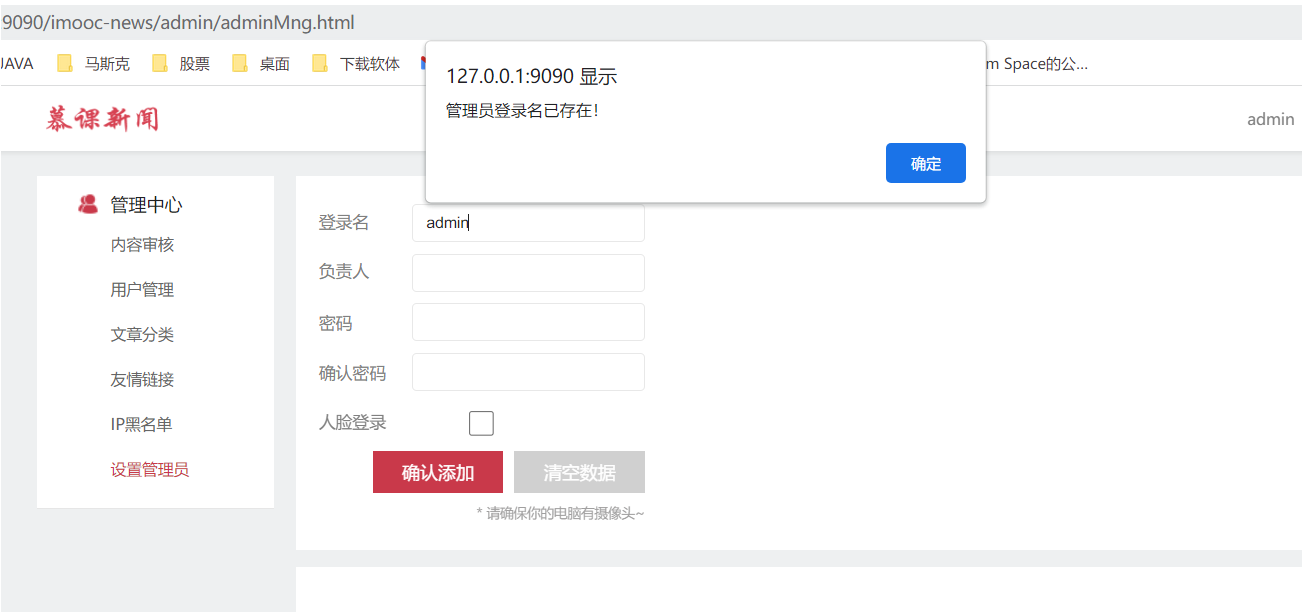 9090/imooc-news/admin/adminMng.html
JAVA 马斯克 股票 桌面 下载软体 m Space的公...
127.0.0.1:9090 显示
管理员登录名已存在！
确定
慕课新闻
admin
管理中心
内容审核
用户管理
文章分类
友情链接
IP黑名单
设置管理员
登录名 admin
负责人
密码
确认密码
人脸登录
确认添加 清空数据
* 请确保你的电脑有摄像头~